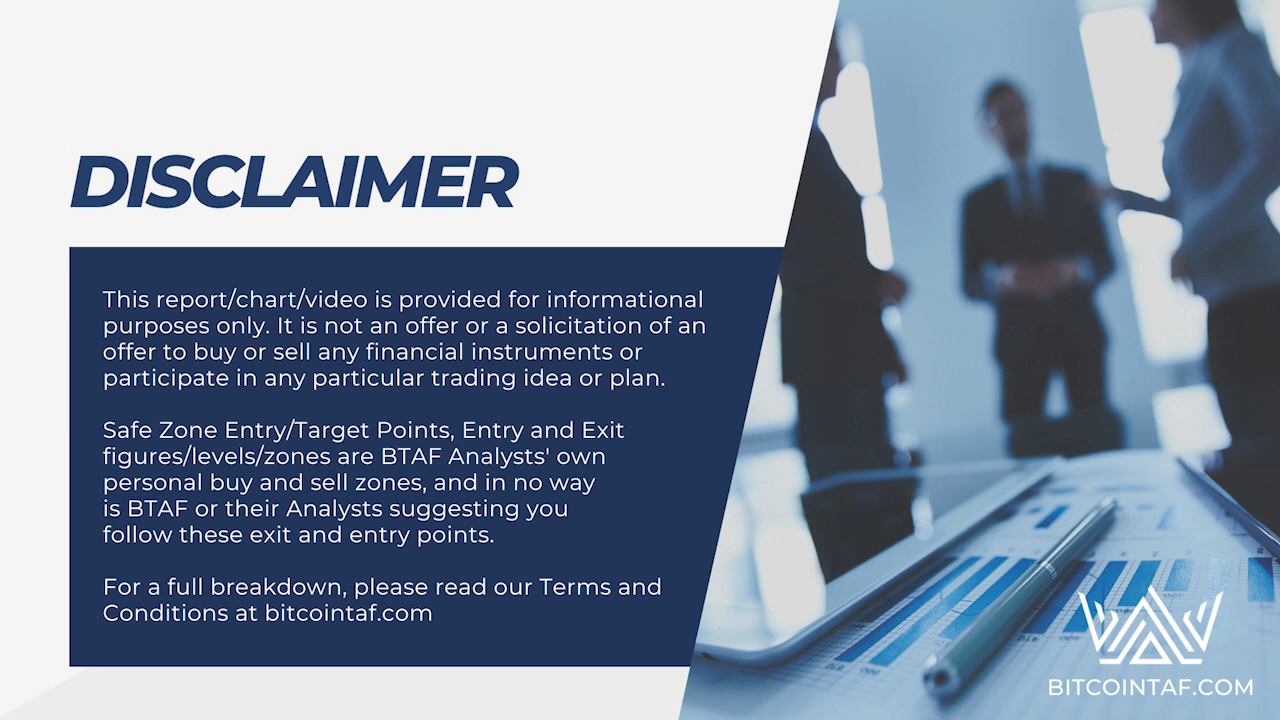 DISCLAIMER
This report/chart/video is provided for informational
purposes only. It is not an offer or a solicitation of an
offer to buy or sell any financial instruments or
participate in any particular trading idea or plan.
Safe Zone Entry/Target Points, Entry and Exit
figures/levels/zones are BTAF Analysts' own
personal buy and sell zones, and in no way
is BTAF or their Analysts suggesting you
follow these exit and entry points.
For a full breakdown, please read our Terms and
Conditions at bitcointaf.com
BITCOINTAF.COM